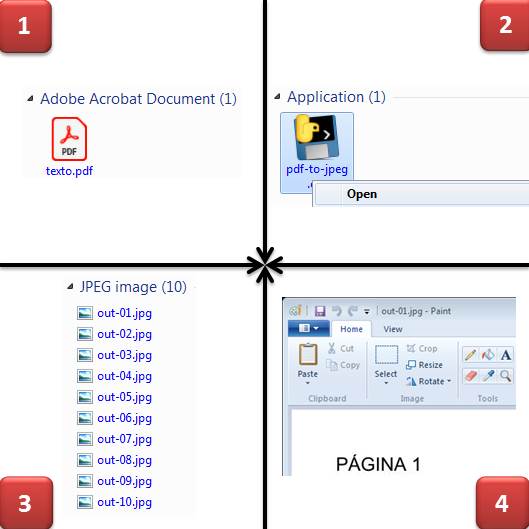 1
Adobe Acrobat Document (1)
PDF
texto.pdf
2
Application (1)
pdf-to-jpeg
Open
JPEG image (10)
out-01.jpg
out-02.jpg
out-03.jpg
out-04.jpg
out-05.jpg
out-06.jpg
out-07.jpg
out-08.jpg
out-09.jpg
out-10.jpg
3
out-01.jpg - Paint
Home View
Paste
Cut
Copy
Clipboard
Select
Crop
Resize
Rotate
Image
A
Tools
PÁGINA 1
4